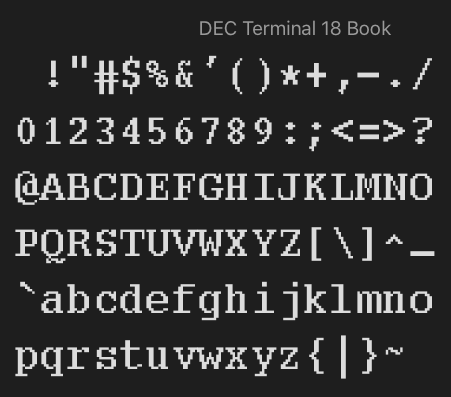 DEC Terminal 18 Book
!"#$%&'()*+,-./
0123456789:;<=>?
@ABCDEFGHIJKLMNO
PQRSTUVWXYZ[\]^_
`abcdefghijklmno
pqrstuvwxyz{|}~